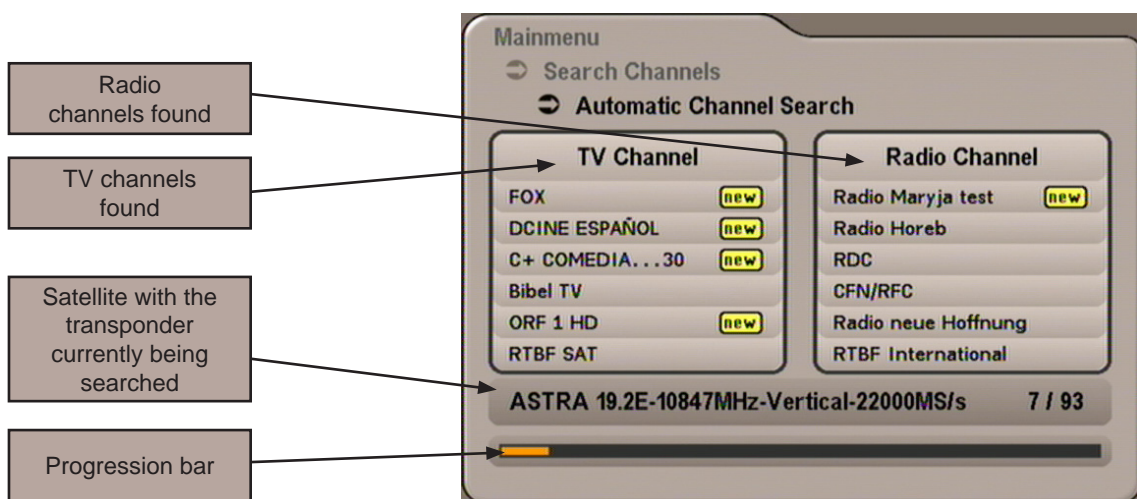 Radio
channels found
TV channels
found
Satellite with the
transponder
currently being
searched
Progression bar
Mainmenu
Search Channels
Automatic Channel Search
TV Channel
FOX new
DCINE ESPAÑOL new
C+ COMEDIA...30 new
Bibel TV
ORF 1 HD new
RTBF SAT
Radio Channel
Radio Maryja test new
Radio Horeb
RDC
CFN/RFC
Radio neue Hoffnung
RTBF International
ASTRA 19.2E-10847MHz-Vertical-22000MS/s 7 / 93